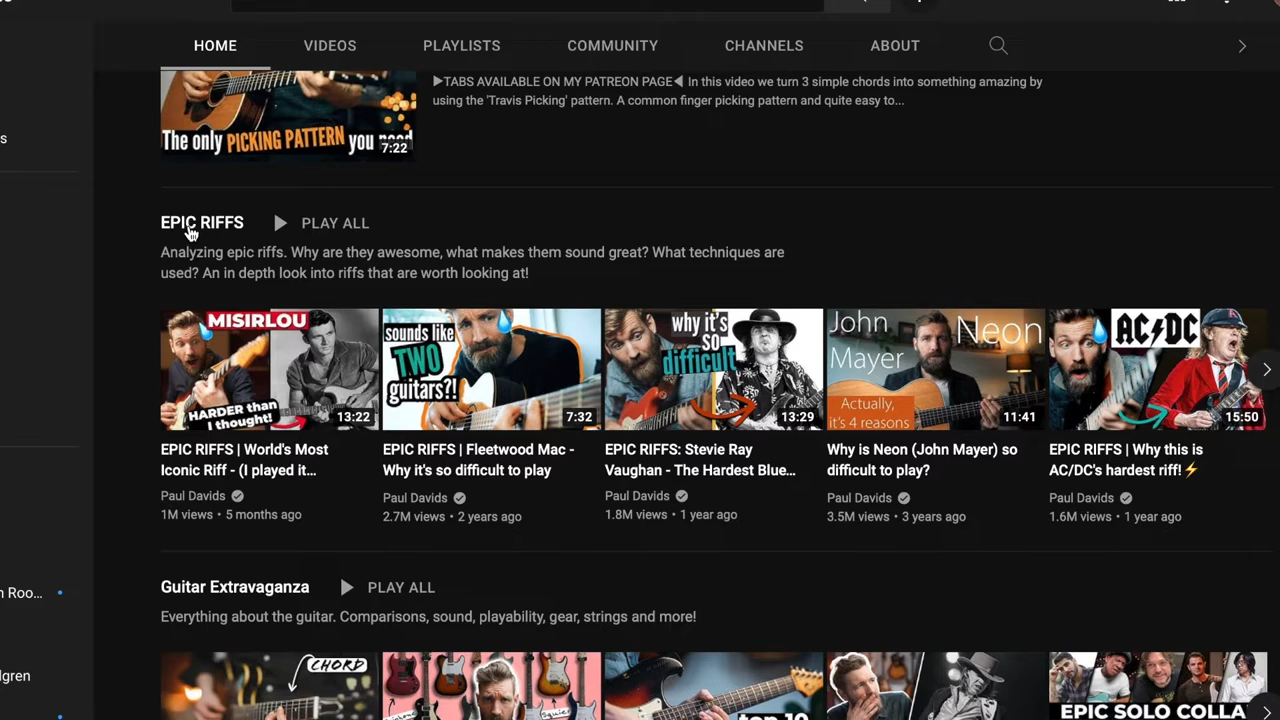 HOME VIDEOS PLAYLISTS COMMUNITY CHANNELS ABOUT
▶TABS AVAILABLE ON MY PATREON PAGE◀ In this video we turn 3 simple chords into something amazing by
using the 'Travis Picking' pattern. A common finger picking pattern and quite easy to...
The only PICKING PATTERN you need
7:22
s
EPIC RIFFS PLAY ALL
Analyzing epic riffs. Why are they awesome, what makes them sound great? What techniques are
used? An in depth look into riffs that are worth looking at!
MISIRLOU
HARDER than
I thought!
13:22
sounds like
TWO
guitars?!
7:32
why it's
so
difficult
13:29
John
Mayer
Neon
Actually,
it's 4 reasons
11:41
AC⚡DC
15:50
EPIC RIFFS | World's Most
Iconic Riff - (I played it...
Paul Davids
1M views • 5 months ago
EPIC RIFFS | Fleetwood Mac -
Why it's so difficult to play
Paul Davids
2.7M views • 2 years ago
EPIC RIFFS: Stevie Ray
Vaughan - The Hardest Blue...
Paul Davids
1.8M views • 1 year ago
Why is Neon (John Mayer) so
difficult to play?
Paul Davids
3.5M views • 3 years ago
EPIC RIFFS | Why this is
AC/DC's hardest riff!⚡
Paul Davids
1.6M views • 1 year ago
Guitar Extravaganza PLAY ALL
Everything about the guitar. Comparisons, sound, playability, gear, strings and more!
n Roo...
lgren
CHORD
Squier
top 10
EPIC SOLO COLLA